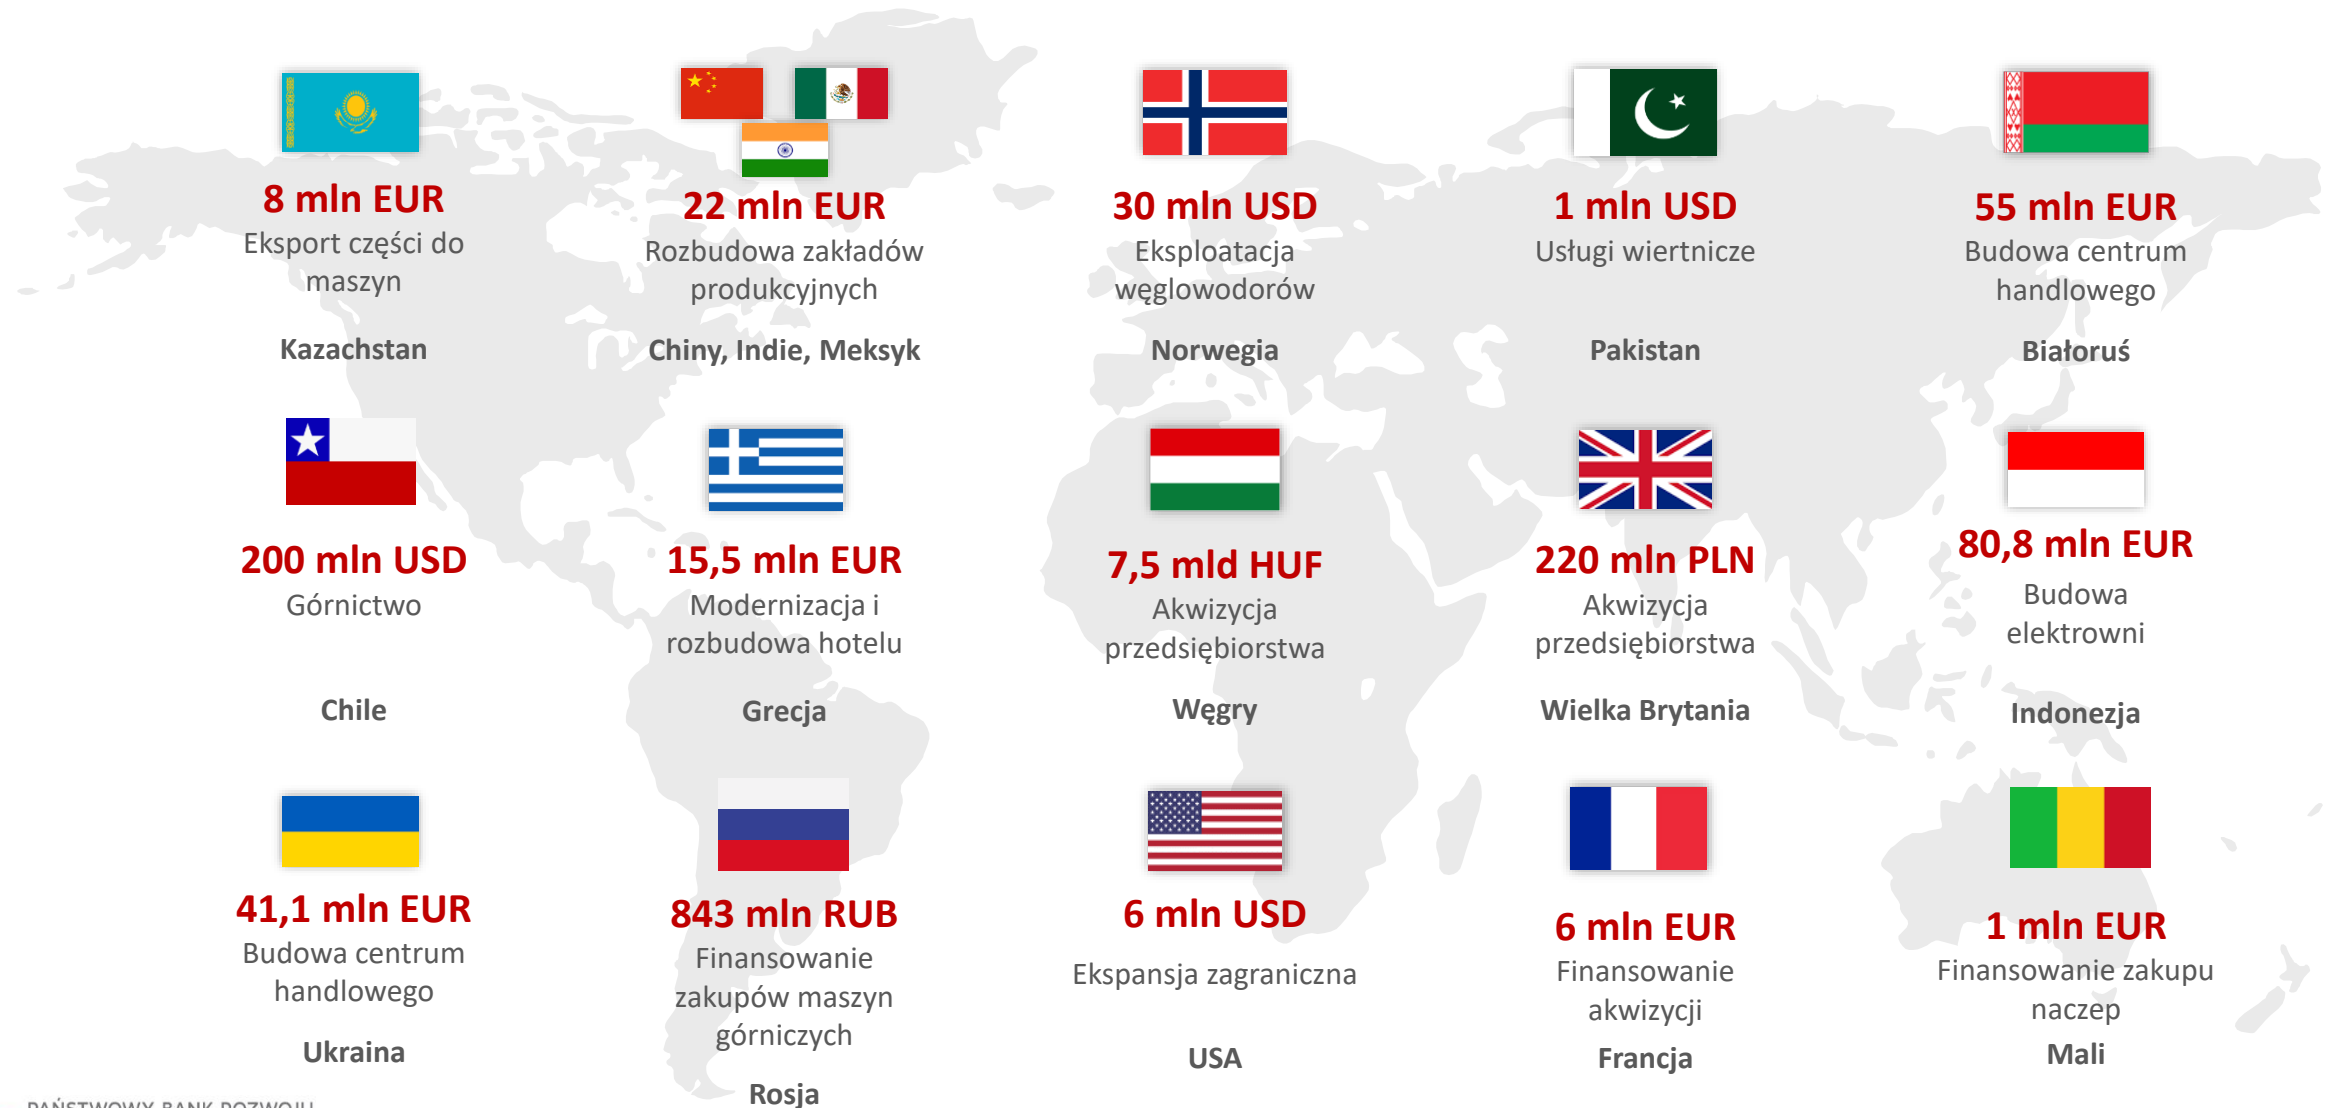 8 mln EUR
Eksport części do
maszyn
Kazachstan
22 mln EUR
Rozbudowa zakładów
produkcyjnych
Chiny, Indie, Meksyk
30 mln USD
Eksploatacja
węglowodorów
Norwegia
1 mln USD
Usługi wiertnicze
Pakistan
55 mln EUR
Budowa centrum
handlowego
Białoruś
200 mln USD
Górnictwo
Chile
15,5 mln EUR
Modernizacja i
rozbudowa hotelu
Grecja
7,5 mld HUF
Akwizycja
przedsiębiorstwa
Węgry
220 mln PLN
Akwizycja
przedsiębiorstwa
Wielka Brytania
80,8 mln EUR
Budowa
elektrowni
Indonezja
41,1 mln EUR
Budowa centrum
handlowego
Ukraina
843 mln RUB
Finansowanie
zakupów maszyn
górniczych
Rosja
6 mln USD
Ekspansja zagraniczna
USA
6 mln EUR
Finansowanie
akwizycji
Francja
1 mln EUR
Finansowanie zakupu
naczep
Mali
PAŃSTWOWY BANK ROZWOJU